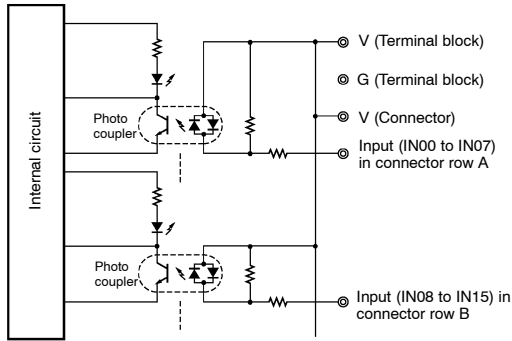 Internal circuit
Photo
coupler
V (Terminal block)
G (Terminal block)
V (Connector)
Input (IN00 to IN07)
in connector row A
Photo
coupler
Input (IN08 to IN15) in
connector row B